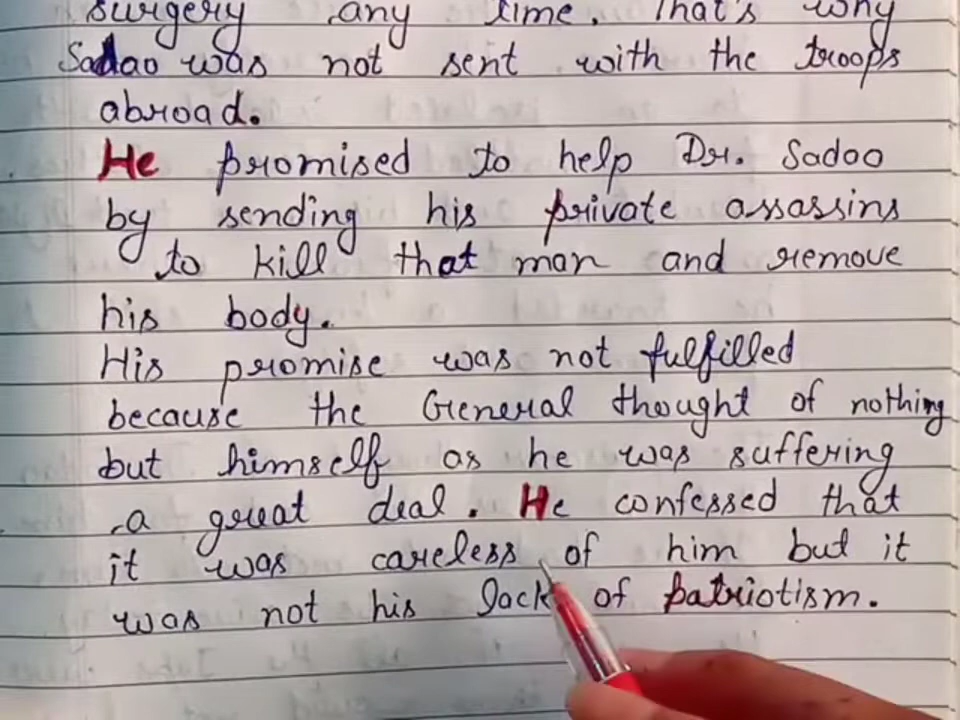 surgery any time. That's why
Sadao was not sent with the troops
abroad.
He promised to help Dr. Sadao
by sending his private assassins
to kill that man and remove
his body.
His promise was not fulfilled
because the General thought of nothing
but himself as he was suffering
a great deal. He confessed that
it was careless of him but it
was not his lack of patriotism.